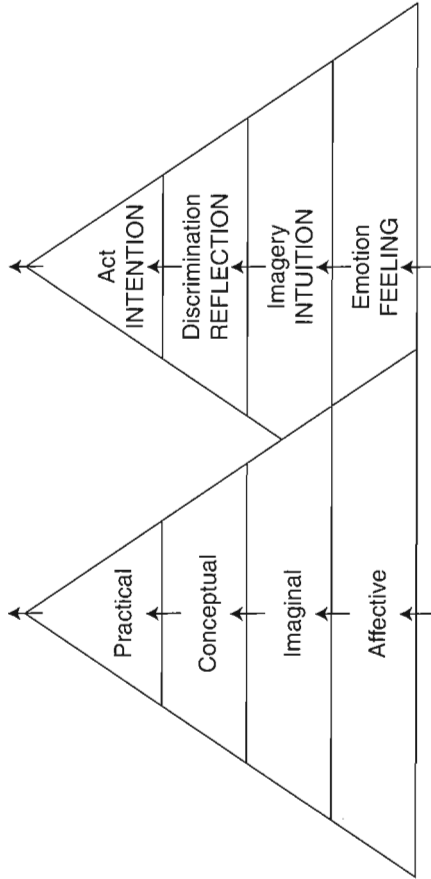 Practical
Conceptual
Imaginal
Affective
Act
INTENTION
Discrimination
REFLECTION
Imagery
INTUITION
Emotion
FEELING